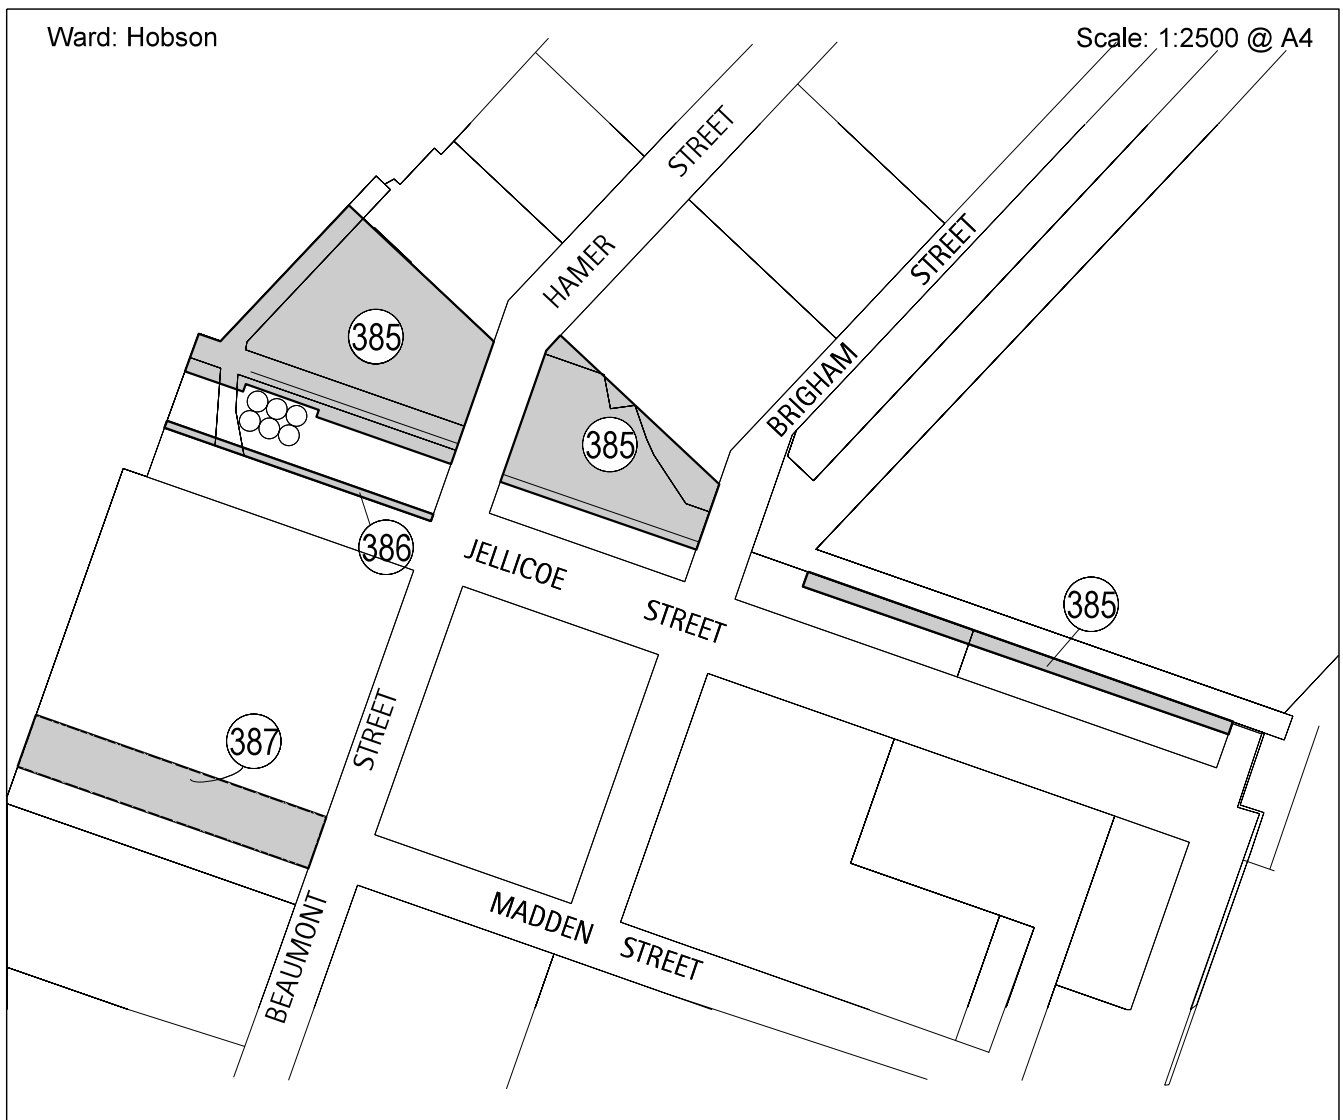 Ward: Hobson
Scale: 1:2500 @ A4
HAMER STREET
BRIGHAM STREET
385
385
386
JELLICOE STREET
385
387
BEAUMONT STREET
MADDEN STREET